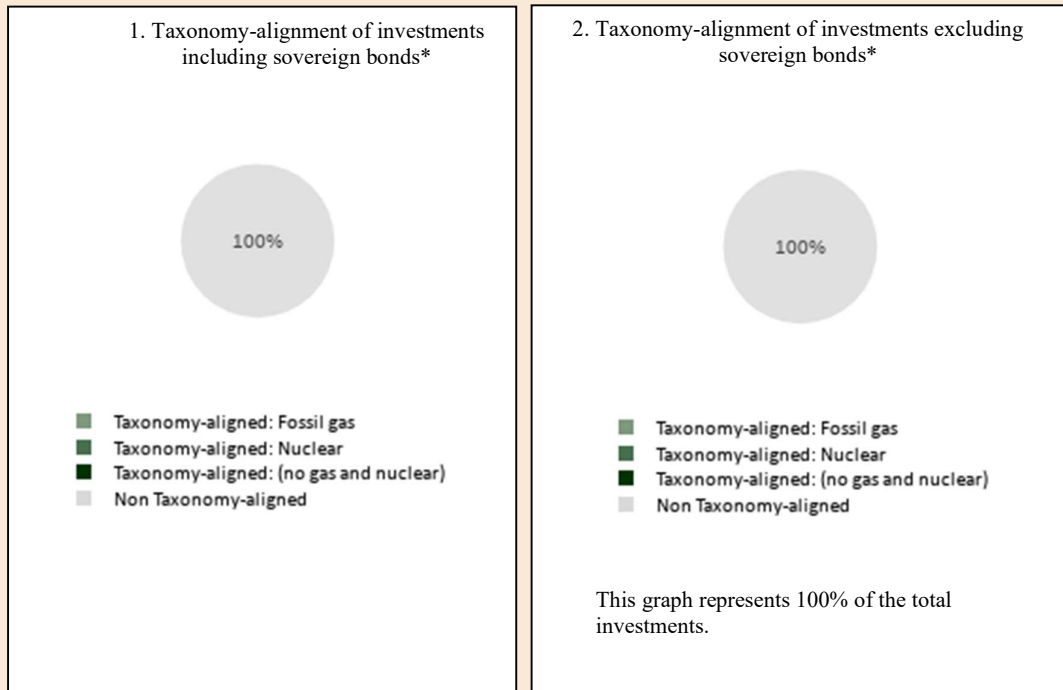 1. Taxonomy-alignment of investments
including sovereign bonds*
100%
Taxonomy-aligned: Fossil gas
Taxonomy-aligned: Nuclear
Taxonomy-aligned: (no gas and nuclear)
Non Taxonomy-aligned
2. Taxonomy-alignment of investments excluding
sovereign bonds*
100%
Taxonomy-aligned: Fossil gas
Taxonomy-aligned: Nuclear
Taxonomy-aligned: (no gas and nuclear)
Non Taxonomy-aligned
This graph represents 100% of the total
investments.